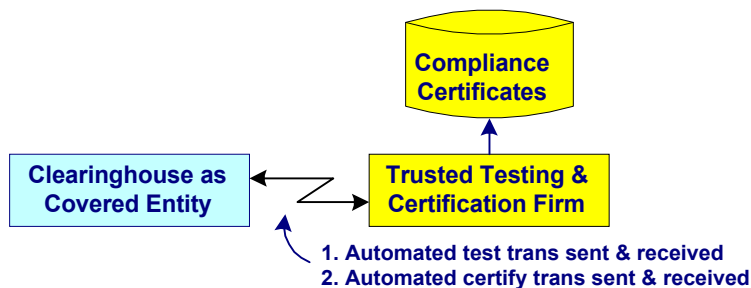 Compliance
Certificates
Clearinghouse as
Covered Entity
Trusted Testing &
Certification Firm
1. Automated test trans sent & received
2. Automated certify trans sent & received